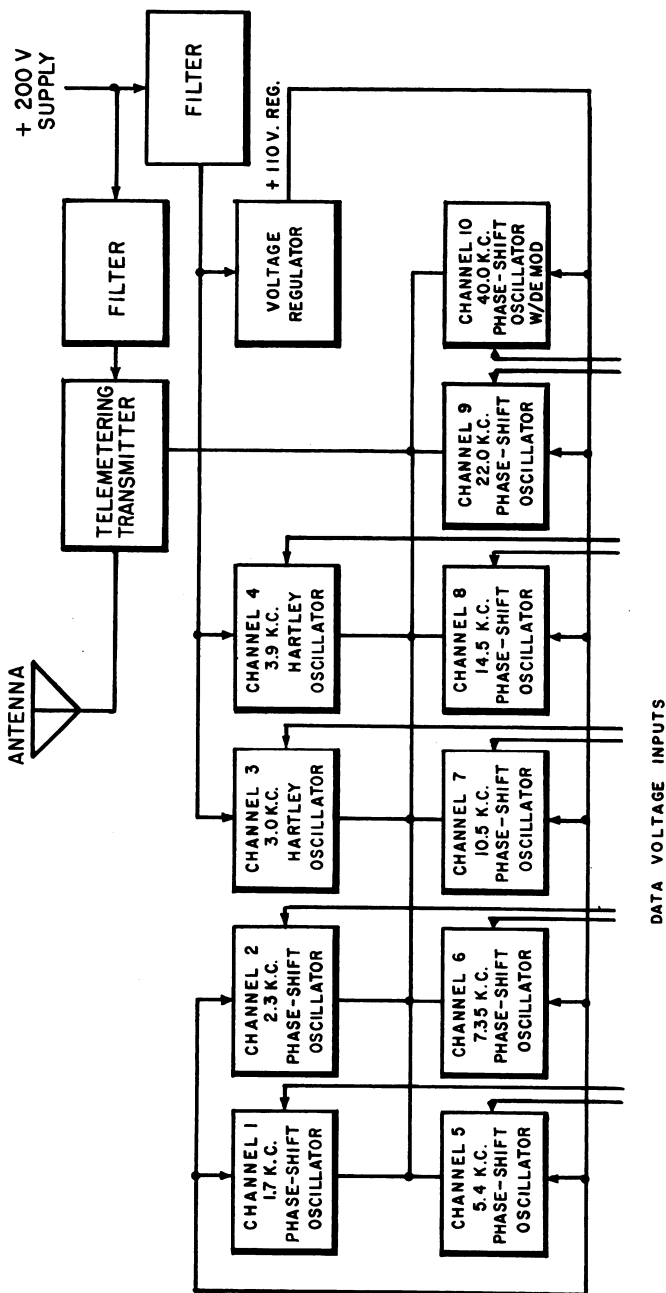 ANTENNA
TELEMETERING
TRANSMITTER
FILTER
+ 200 V
SUPPLY
FILTER
CHANNEL 1
1.7 K.C.
PHASE-SHIFT
OSCILLATOR
CHANNEL 2
2.3 K.C.
PHASE-SHIFT
OSCILLATOR
CHANNEL 3
3.0 K.C.
HARTLEY
OSCILLATOR
CHANNEL 4
3.9 K.C.
HARTLEY
OSCILLATOR
VOLTAGE
REGULATOR
+110 V. REG.
CHANNEL 5
5.4 K.C.
PHASE-SHIFT
OSCILLATOR
CHANNEL 6
7.35 K.C.
PHASE-SHIFT
OSCILLATOR
CHANNEL 7
10.5 K.C.
PHASE-SHIFT
OSCILLATOR
CHANNEL 8
14.5 K.C.
PHASE-SHIFT
OSCILLATOR
CHANNEL 9
22.0 K.C.
PHASE-SHIFT
OSCILLATOR
CHANNEL 10
40.0 K.C.
PHASE-SHIFT
OSCILLATOR
W/DEMOD
DATA VOLTAGE INPUTS